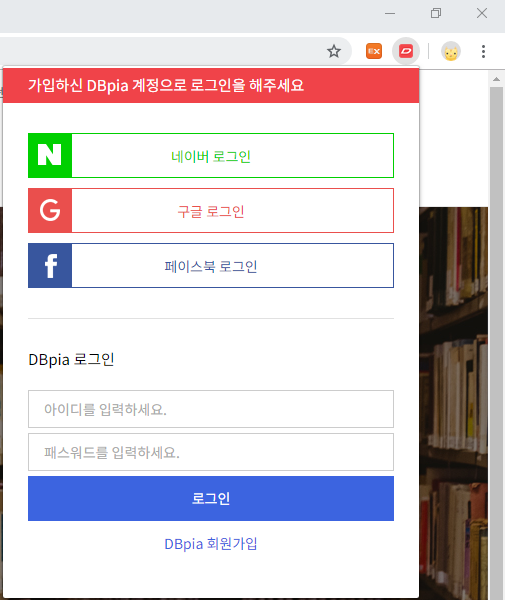 가입하신 DBpia 계정으로 로그인을 해주세요
N 네이버 로그인
G 구글 로그인
f 페이스북 로그인
DBpia 로그인
아이디를 입력하세요.
패스워드를 입력하세요.
로그인
DBpia 회원가입